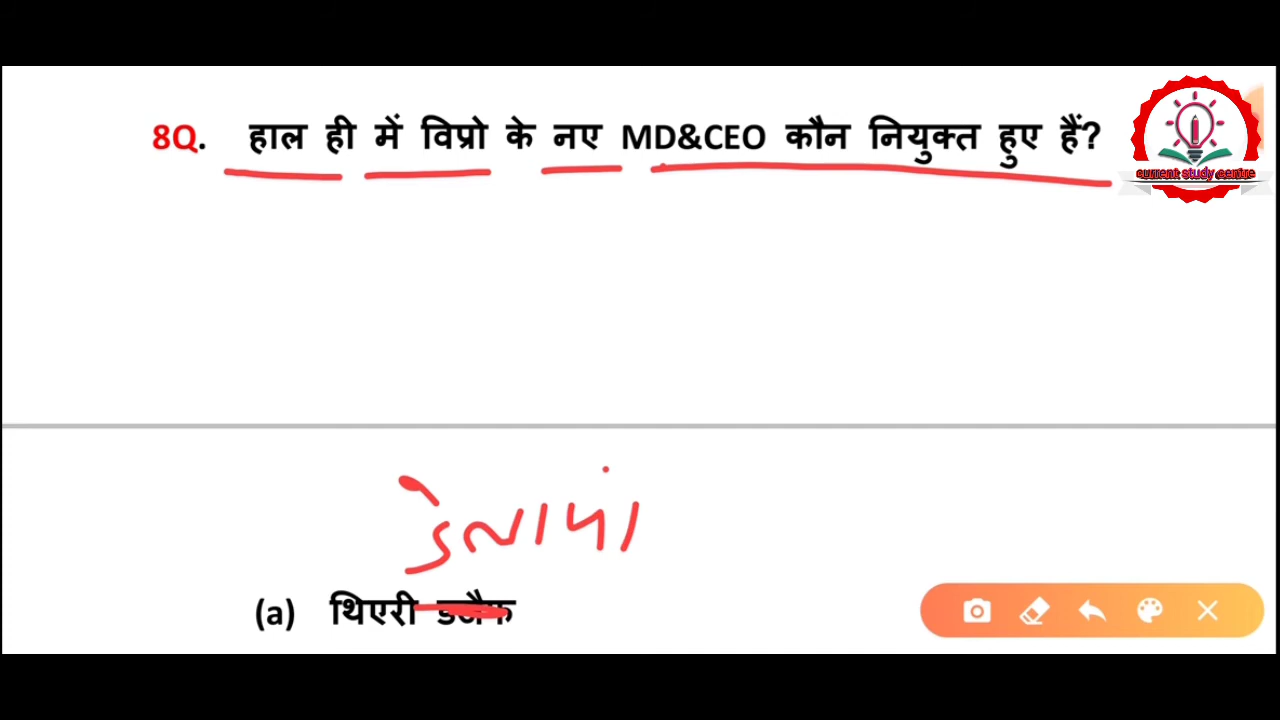 8Q. हाल ही में विप्रो के नए MD&CEO कौन नियुक्त हुए हैं?
current study centre
(a) थिएरी